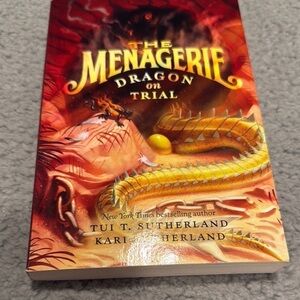 THE
MENAGERIE
DRAGON
on
TRIAL
New York Times bestselling author
TUI T. SUTHERLAND
KARI SUTHERLAND